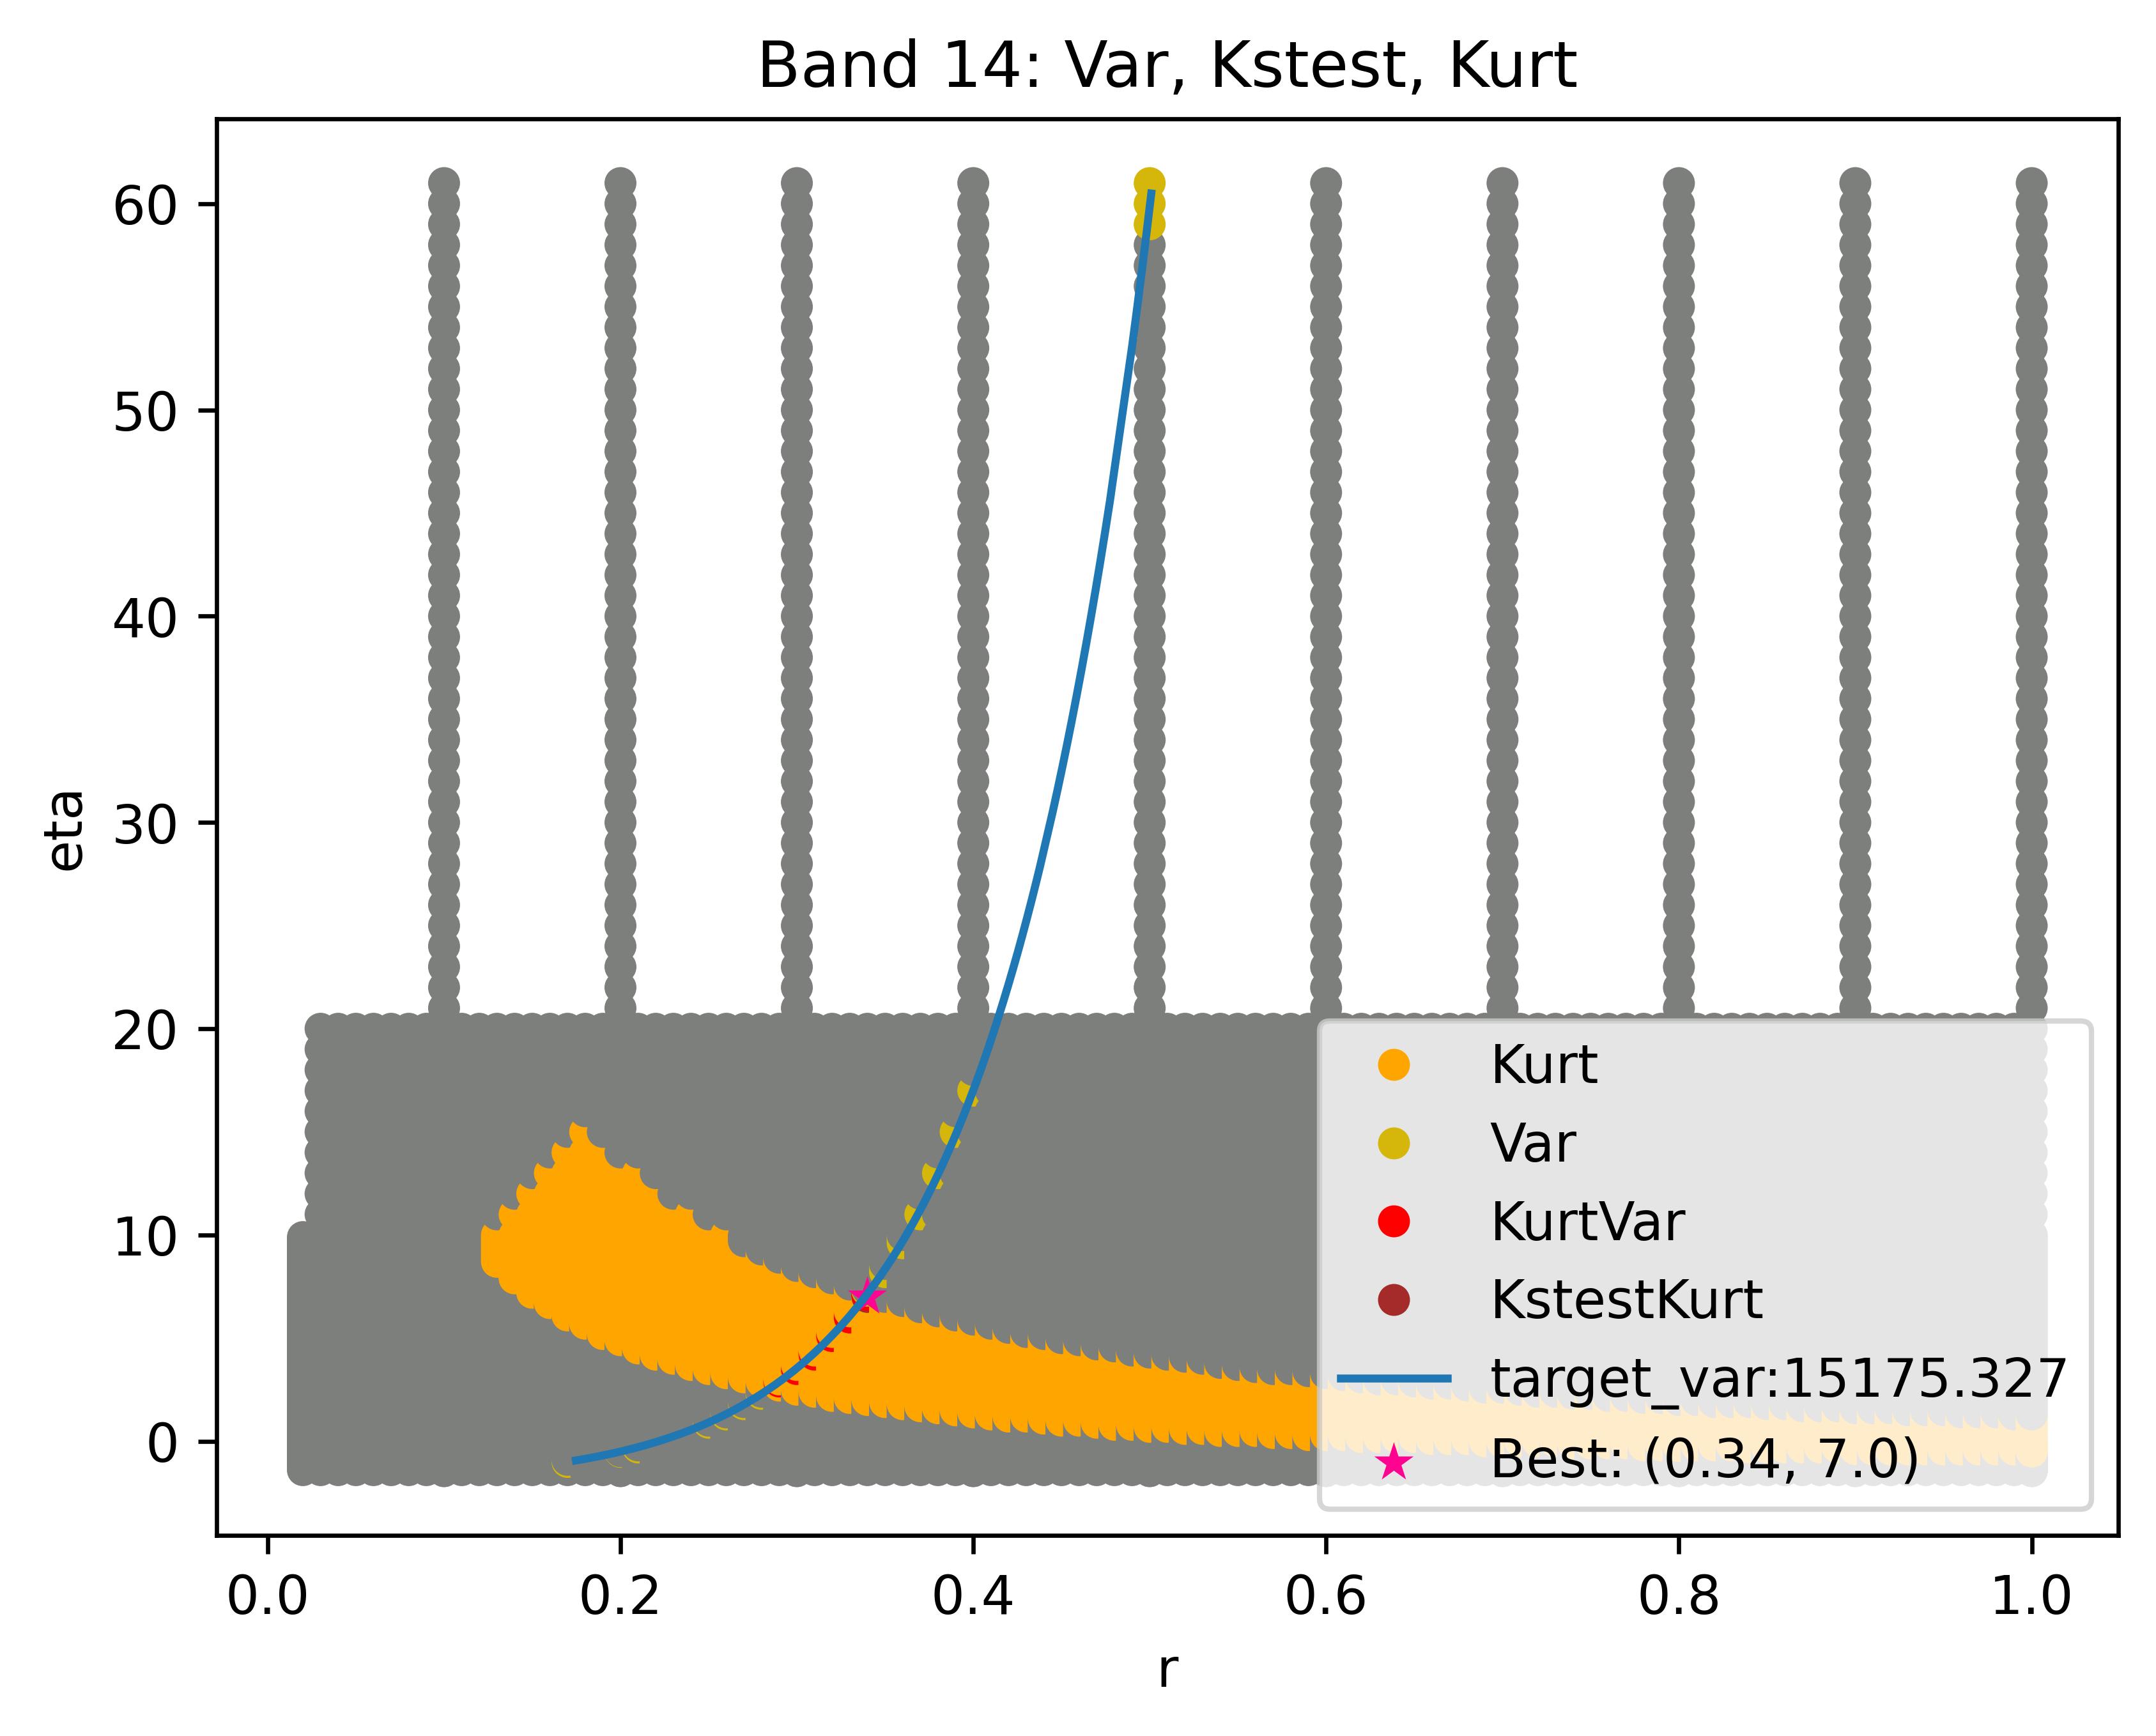 Band 14: Var, Kstest, Kurt
eta
60
50
40
30
20
10
0
Kurt
Var
KurtVar
KstestKurt
target_var:15175.327
Best: (0.34, 7.0)
0.0 0.2 0.4 0.6 0.8 1.0
r